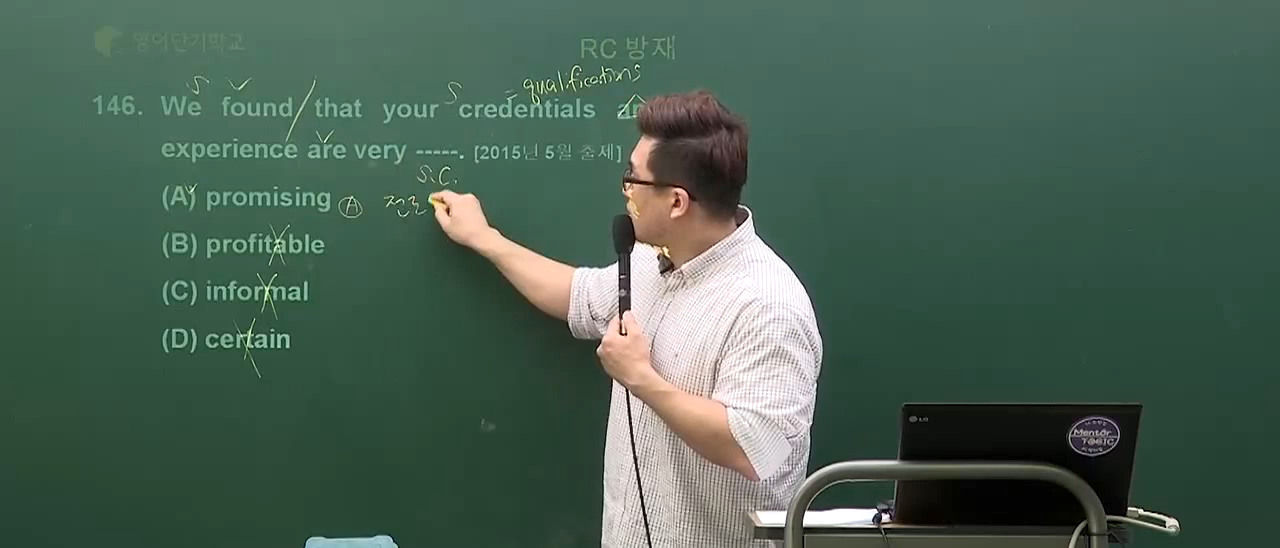 영어단기학교
RC 방재
S ✓ S = qualifications
146. We found / that your credentials
experience are very -----. [2015년 5월 출제]
S.C.
(A) promising Ⓐ 전도
(B) profitable
(C) informal
(D) certain
LG
Mentor
TOEIC